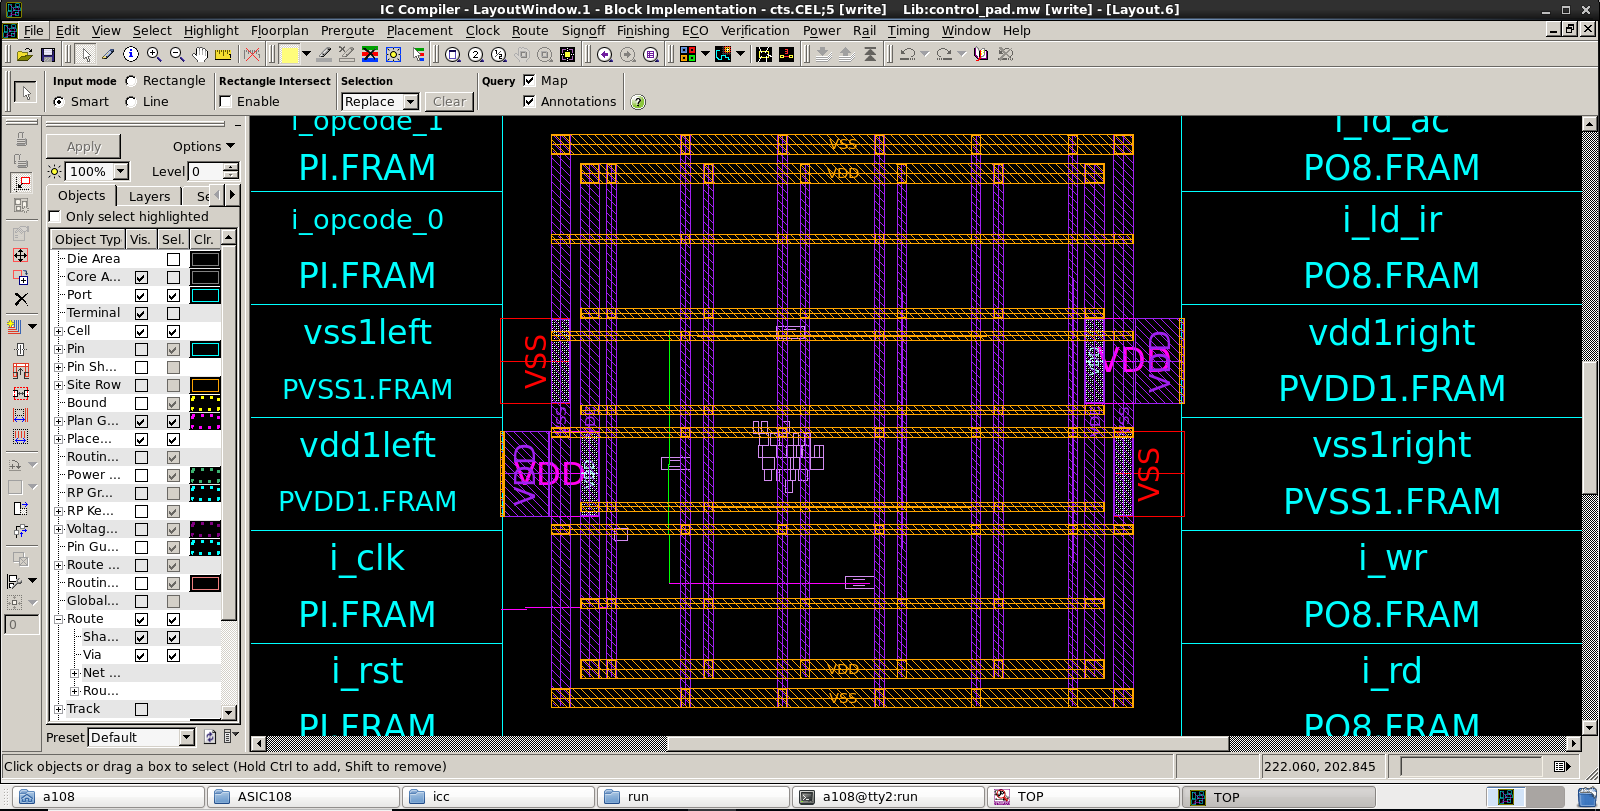 IC Compiler - LayoutWindow.1 - Block Implementation - cts.CEL;5 [write]    Lib:control_pad.mw [write] - [Layout.6]
File Edit View Select Highlight Floorplan Preroute Placement Clock Route Signoff Finishing ECO Verification Power Rail Timing Window Help
Input mode Rectangle Rectangle Intersect Selection Query Map
Smart Line Enable Replace Clear Annotations
Apply Options
100% Level 0
Objects Layers Se
Only select highlighted
Object Typ Vis. Sel. Clr.
Die Area
Core A...
Port
Terminal
Cell
Pin
Pin Sh...
Site Row
Bound
Plan G...
Place...
Routin...
Power ...
RP Gr...
RP Ke...
Voltag...
Pin Gu...
Route ...
Routin...
Global...
Route
Sha...
Via
Net ...
Rou...
Track
0
Preset Default
i_opcode_1
PI.FRAM
i_opcode_0
PI.FRAM
vss1left
PVSS1.FRAM
vdd1left
PVDD1.FRAM
i_clk
PI.FRAM
i_rst
PI.FRAM
VSS
VDD
VSS
VDD
VDD
VDD
VSS
VSS
VDD
VDD
VDD
VSS
VDD
VSS
i_ld_ac
PO8.FRAM
i_ld_ir
PO8.FRAM
vdd1right
PVDD1.FRAM
vss1right
PVSS1.FRAM
i_wr
PO8.FRAM
i_rd
PO8.FRAM
Click objects or drag a box to select (Hold Ctrl to add, Shift to remove)
222.060, 202.845
a108 ASIC108 icc run a108@tty2:run TOP TOP